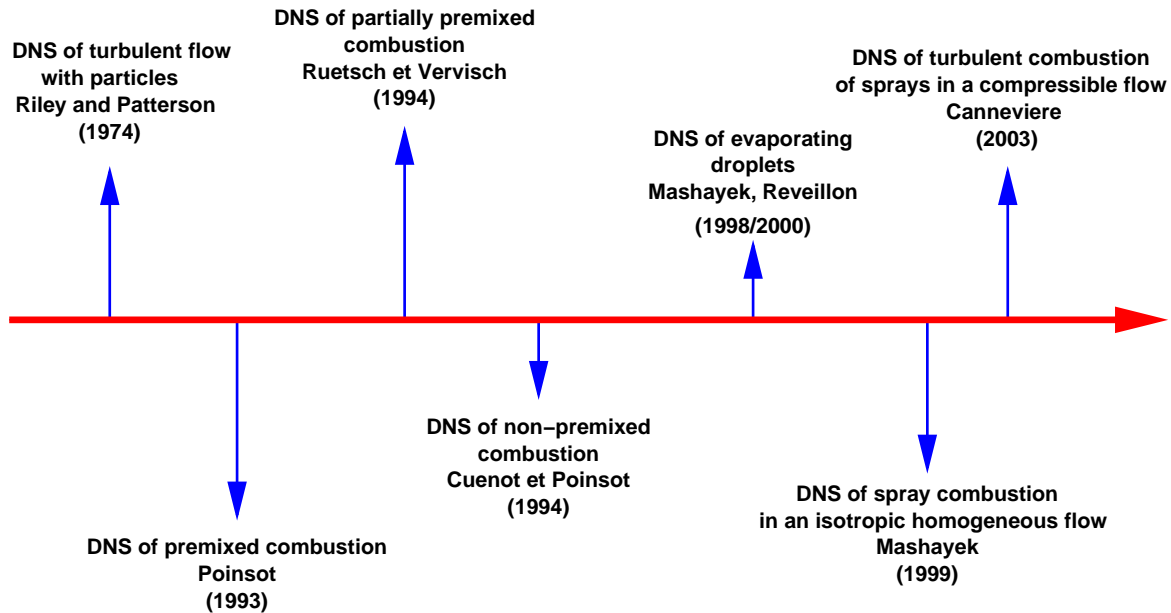 DNS of turbulent flow
with particles
Riley and Patterson
(1974)
DNS of premixed combustion
Poinsot
(1993)
DNS of partially premixed
combustion
Ruetsch et Vervisch
(1994)
DNS of non−premixed
combustion
Cuenot et Poinsot
(1994)
DNS of evaporating
droplets
Mashayek, Reveillon
(1998/2000)
DNS of spray combustion
in an isotropic homogeneous flow
Mashayek
(1999)
DNS of turbulent combustion
of sprays in a compressible flow
Canneviere
(2003)